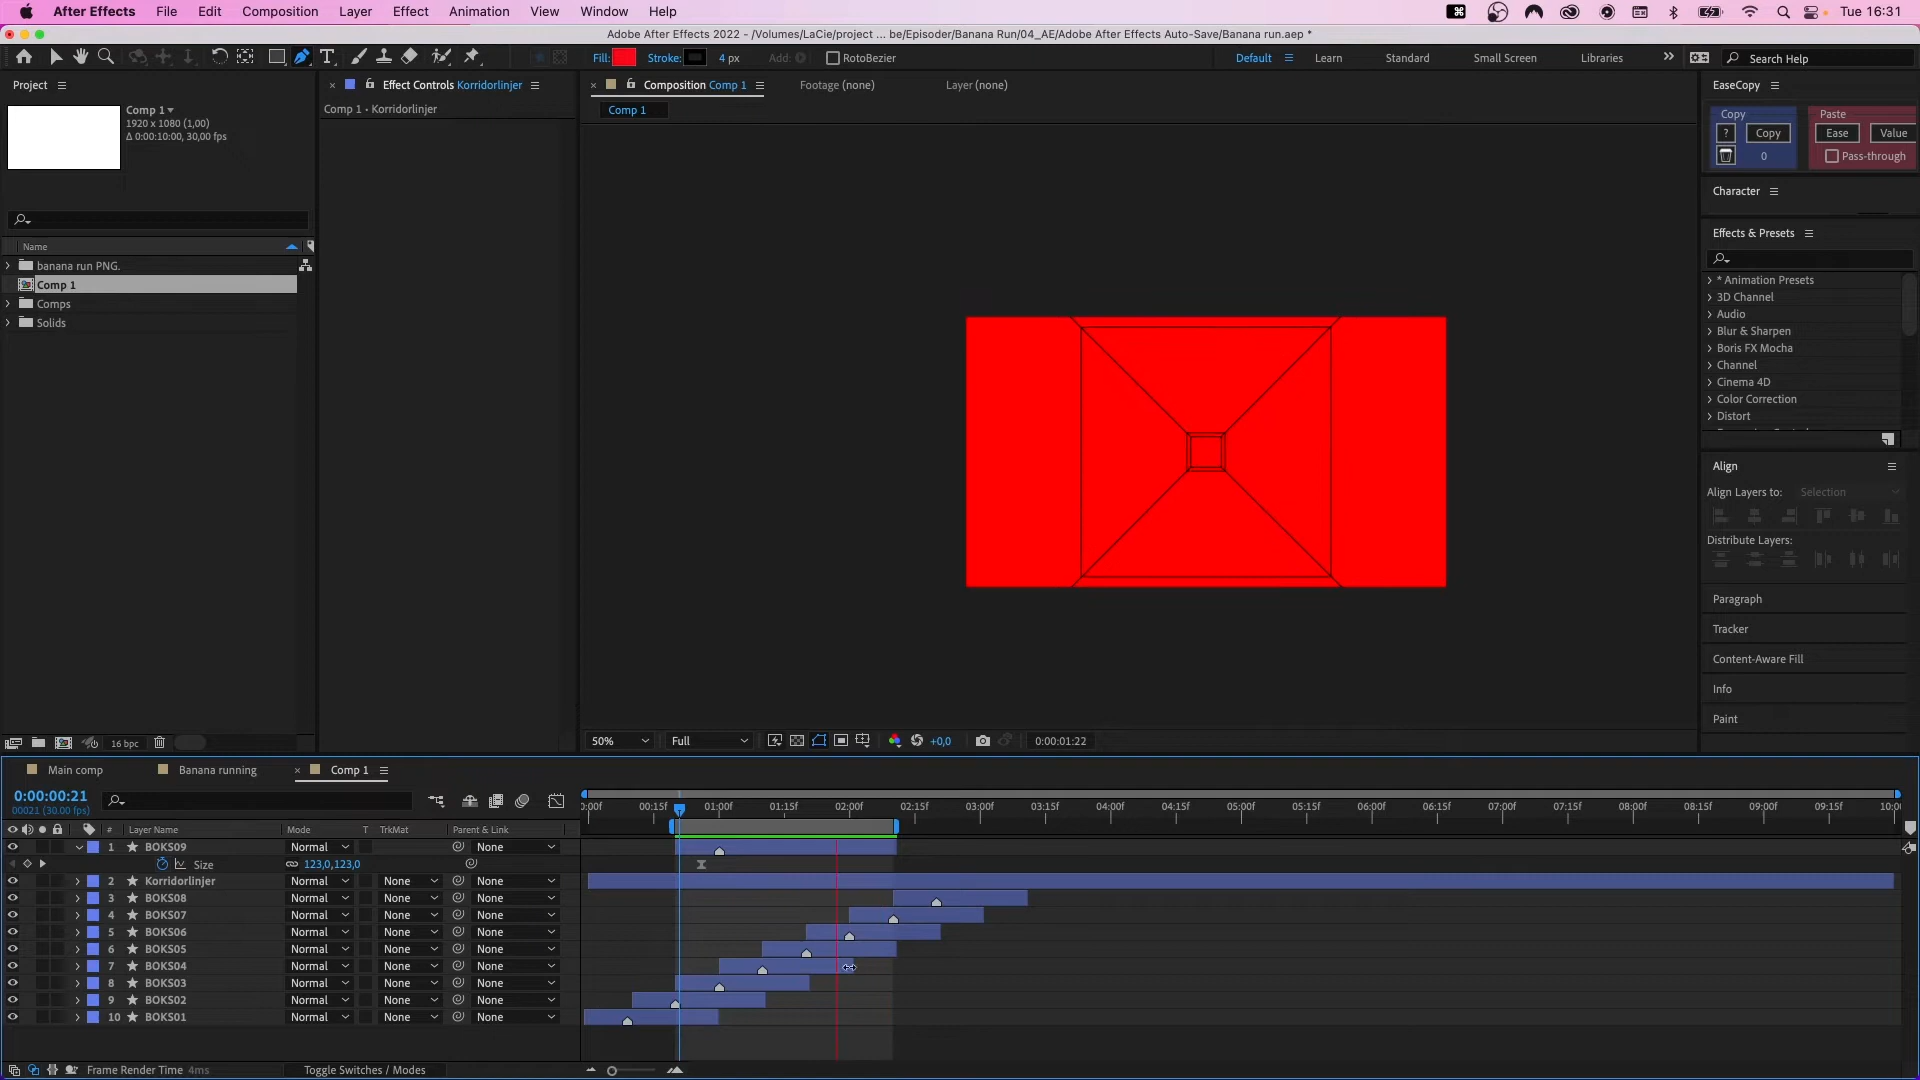 After Effects File Edit Composition Layer Effect Animation View Window Help Tue 16:31
Adobe After Effects 2022 - /Volumes/LaCie/project ... be/Episoder/Banana Run/04_AE/Adobe After Effects Auto-Save/Banana run.aep *
Fill: Stroke: 4 px Add: RotoBezier Default Learn Standard Small Screen Libraries Search Help
Project Effect Controls Korridorlinjer Composition Comp 1 Footage (none) Layer (none) EaseCopy
Comp 1 • Korridorlinjer
Comp 1
Comp 1
1920 x 1080 (1,00)
Δ 0:00:10:00, 30,00 fps
Copy Paste
? Copy Ease Value
0 Pass-through
Character
Effects & Presets
Name
banana run PNG.
Comp 1
Comps
Solids
* Animation Presets
3D Channel
Audio
Blur & Sharpen
Boris FX Mocha
Channel
Cinema 4D
Color Correction
Distort
Align
Align Layers to: Selection
Distribute Layers:
Paragraph
Tracker
Content-Aware Fill
Info
Paint
16 bpc 50% Full +0,0 0:00:01:22
Main comp Banana running Comp 1
0:00:00:21
00021 (30.00 fps)
:00f 00:15f 01:00f 01:15f 02:00f 02:15f 03:00f 03:15f 04:00f 04:15f 05:00f 05:15f 06:00f 06:15f 07:00f 07:15f 08:00f 08:15f 09:00f 09:15f 10:0
# Layer Name Mode T TrkMat Parent & Link
1 BOKS09 Normal None
Size 123,0,123,0
2 Korridorlinjer Normal None None
3 BOKS08 Normal None None
4 BOKS07 Normal None None
5 BOKS06 Normal None None
6 BOKS05 Normal None None
7 BOKS04 Normal None None
8 BOKS03 Normal None None
9 BOKS02 Normal None None
10 BOKS01 Normal None None
Frame Render Time 4ms Toggle Switches / Modes